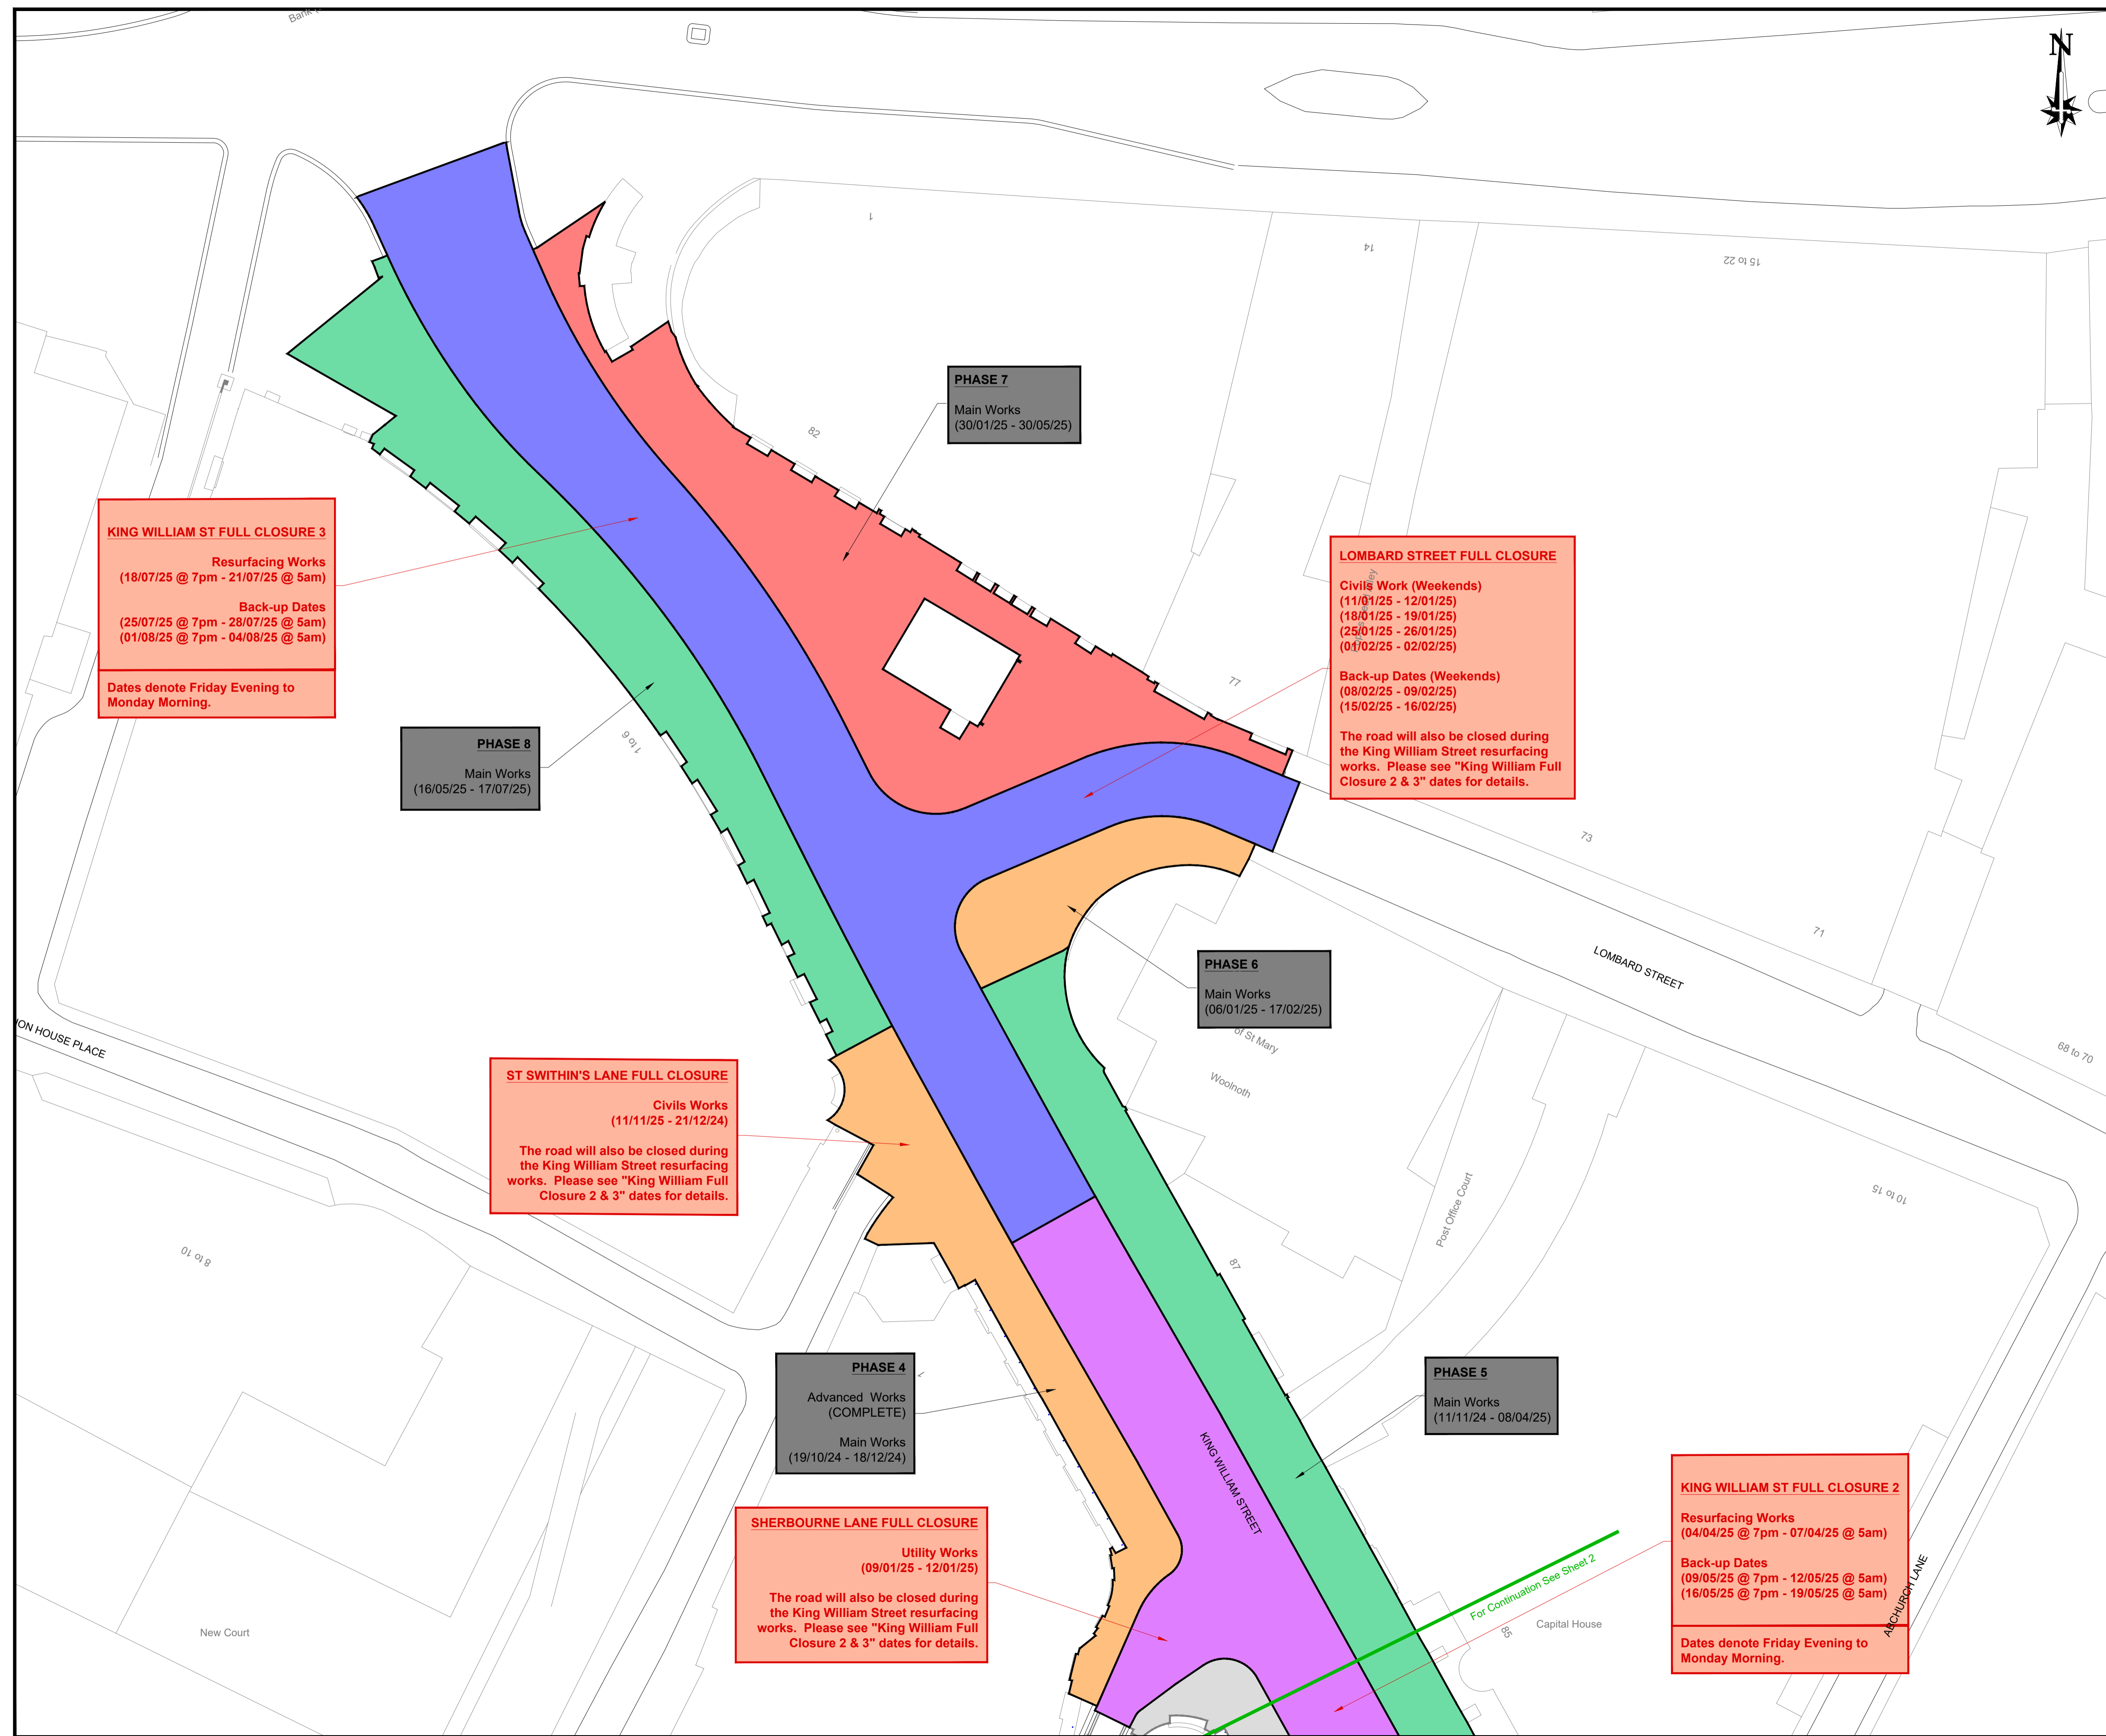 Bank
N
1
14
15 to 22
82
PHASE 7
Main Works
(30/01/25 - 30/05/25)
KING WILLIAM ST FULL CLOSURE 3
Resurfacing Works
(18/07/25 @ 7pm - 21/07/25 @ 5am)
Back-up Dates
(25/07/25 @ 7pm - 28/07/25 @ 5am)
(01/08/25 @ 7pm - 04/08/25 @ 5am)
Dates denote Friday Evening to
Monday Morning.
LOMBARD STREET FULL CLOSURE
Civils Work (Weekends)
(11/01/25 - 12/01/25)
(18/01/25 - 19/01/25)
(25/01/25 - 26/01/25)
(01/02/25 - 02/02/25)
Back-up Dates (Weekends)
(08/02/25 - 09/02/25)
(15/02/25 - 16/02/25)
The road will also be closed during
the King William Street resurfacing
works. Please see "King William Full
Closure 2 & 3" dates for details.
77
1 to 6
PHASE 8
Main Works
(16/05/25 - 17/07/25)
73
71
LOMBARD STREET
68 to 70
PHASE 6
Main Works
(06/01/25 - 17/02/25)
of St Mary
Woolnoth
ION HOUSE PLACE
ST SWITHIN'S LANE FULL CLOSURE
Civils Works
(11/11/25 - 21/12/24)
The road will also be closed during
the King William Street resurfacing
works. Please see "King William Full
Closure 2 & 3" dates for details.
10 to 15
Post Office Court
8 to 10
87
PHASE 4
Advanced Works
(COMPLETE)
Main Works
(19/10/24 - 18/12/24)
PHASE 5
Main Works
(11/11/24 - 08/04/25)
KING WILLIAM STREET
SHERBOURNE LANE FULL CLOSURE
Utility Works
(09/01/25 - 12/01/25)
The road will also be closed during
the King William Street resurfacing
works. Please see "King William Full
Closure 2 & 3" dates for details.
KING WILLIAM ST FULL CLOSURE 2
Resurfacing Works
(04/04/25 @ 7pm - 07/04/25 @ 5am)
Back-up Dates
(09/05/25 @ 7pm - 12/05/25 @ 5am)
(16/05/25 @ 7pm - 19/05/25 @ 5am)
Dates denote Friday Evening to
Monday Morning.
ABCHURCH LANE
For Continuation See Sheet 2
85
Capital House
New Court